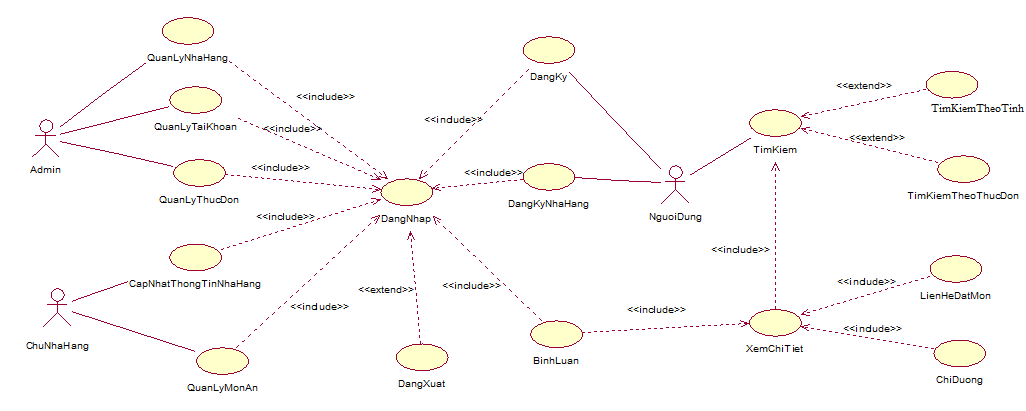 QuanLyNhaHang
DangKy
<<include>>
<<extend>>
TimKiemTheoTinh
QuanLyTaiKhoan
<<include>>
<<include>>
<<extend>>
TimKiem
Admin
<<include>>
<<include>>
QuanLyThucDon
DangKyNhaHang
TimKiemTheoThucDon
DangNhap
NguoiDung
<<include>>
<<include>>
CapNhatThongTinNhaHang
<<include>>
<<extend>>
<<include>>
<<include>>
LienHeDatMon
<<include>>
<<include>>
ChuNhaHang
XemChiTiet
BinhLuan
QuanLyMonAn
DangXuat
ChiDuong